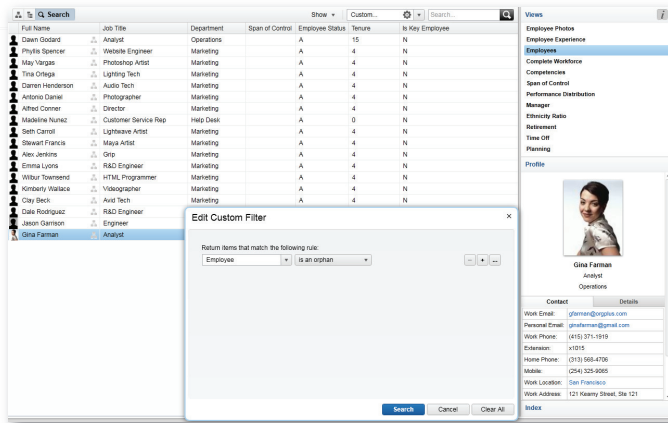 Search Show Custom... Search...
Full Name Job Title Department Span of Control Employee Status Tenure Is Key Employee
Dawn Godard Analyst Operations A 15 N
Phyllis Spencer Website Engineer Marketing A 4 N
May Vargas Photoshop Artist Marketing A 4 N
Tina Ortega Lighting Tech Marketing A 4 N
Darren Henderson Audio Tech Marketing A 4 N
Antonio Daniel Photographer Marketing A 4 N
Alfred Conner Director Marketing A 4 N
Madeline Nunez Customer Service Rep Help Desk A 0 N
Seth Carroll Lightwave Artist Marketing A 4 N
Stewart Francis Maya Artist Marketing A 4 N
Alex Jenkins Grip Marketing A 4 N
Emma Lyons R&D Engineer Marketing A 4 N
Wilbur Townsend HTML Programmer Marketing A 4 N
Kimberly Wallace Videographer Marketing A 4 N
Clay Beck Avid Tech Marketing A 4 N
Dale Rodriguez R&D Engineer
Jason Garrison Engineer
Gina Farman Analyst
Edit Custom Filter ×
Return items that match the following rule:
Employee is an orphan - + ...
Search Cancel Clear All
Views i
Employee Photos
Employee Experience
Employees
Complete Workforce
Competencies
Span of Control
Performance Distribution
Manager
Ethnicity Ratio
Retirement
Time Off
Planning
Profile
Gina Farman
Analyst
Operations
Contact Details
Work Email: gfarman@orgplus.com
Personal Email: ginafarman@gmail.com
Work Phone: (415) 371-1919
Extension: x1015
Home Phone: (313) 568-4706
Mobile: (254) 325-9065
Work Location: San Francisco
Work Address: 121 Kearny Street, Ste 121
Index